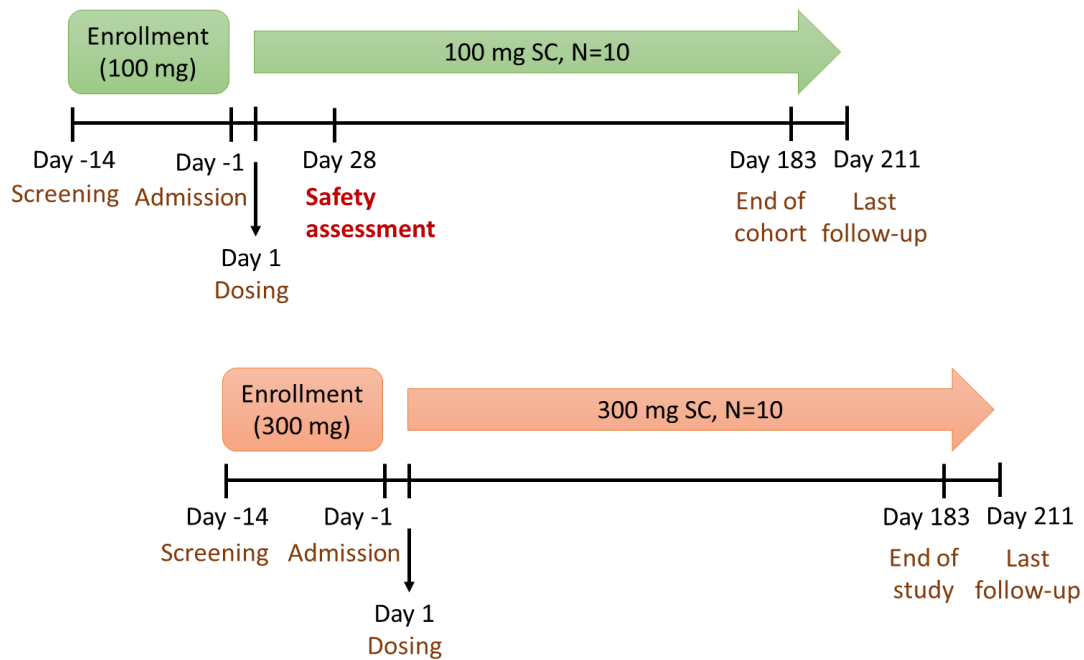 Enrollment
(100 mg)
100 mg SC, N=10
Day -14
Screening
Day -1
Admission
Day 28
Safety
assessment
Day 183
End of
cohort
Day 211
Last
follow-up
Day 1
Dosing
Enrollment
(300 mg)
300 mg SC, N=10
Day -14
Screening
Day -1
Admission
Day 183
End of
study
Day 211
Last
follow-up
Day 1
Dosing